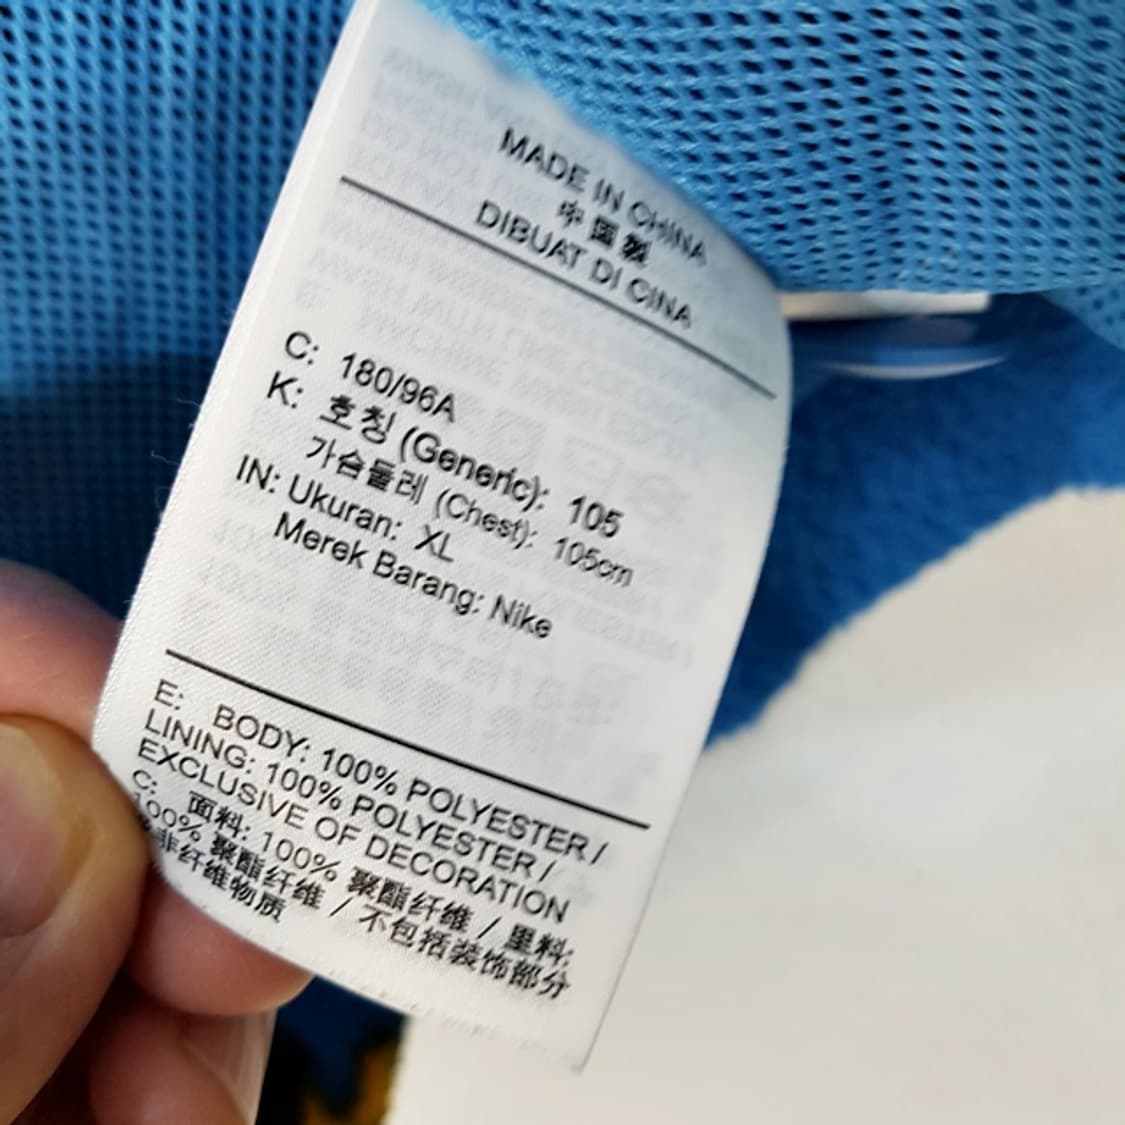 MADE IN CHINA
中国製
DIBUAT DI CINA
C: 180/96A
K: 호칭 (Generic): 105
가슴둘레 (Chest): 105cm
IN: Ukuran: XL
Merek Barang: Nike
E: BODY: 100% POLYESTER /
LINING: 100% POLYESTER /
EXCLUSIVE OF DECORATION
C: 面料: 100% 聚酯纤维 / 里料:
100% 聚酯纤维 / 不包括装饰部分
非纤维物质